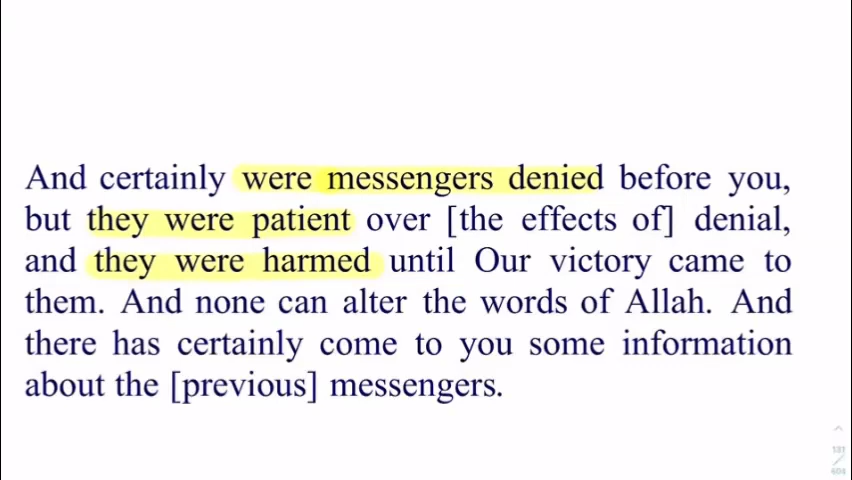 And certainly were messengers denied before you,
but they were patient over [the effects of] denial,
and they were harmed until Our victory came to
them. And none can alter the words of Allah. And
there has certainly come to you some information
about the [previous] messengers.
131
604